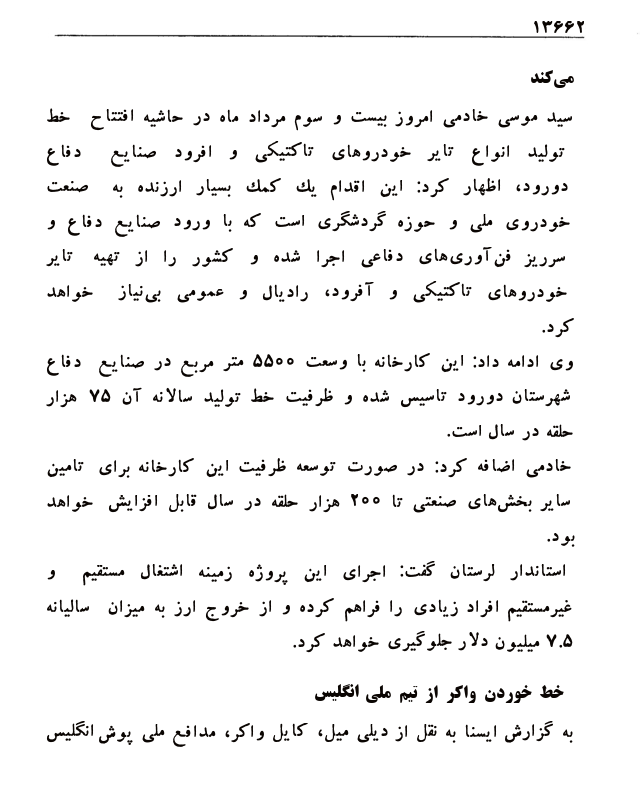 ۱۳۶۶۲
می‌کند
سید موسی خادمی امروز بیست و سوم مرداد ماه در حاشیه افتتاح خط
تولید انواع تایر خودروهای تاکتیکی و افرود صنایع دفاع
دورود، اظهار کرد: این اقدام یك کمك بسیار ارزنده به صنعت
خودروی ملی و حوزه گردشگری است که با ورود صنایع دفاع و
سرریز فن‌آوری‌های دفاعی اجرا شده و کشور را از تهیه تایر
خودروهای تاکتیکی و آفرود، رادیال و عمومی بی‌نیاز خواهد
کرد.
وی ادامه داد: این کارخانه با وسعت ۵۵۰۰ متر مربع در صنایع دفاع
شهرستان دورود تاسیس شده و ظرفیت خط تولید سالانه آن ۷۵ هزار
حلقه در سال است.
خادمی اضافه کرد: در صورت توسعه ظرفیت این کارخانه برای تامین
سایر بخش‌های صنعتی تا ۲۰۰ هزار حلقه در سال قابل افزایش خواهد
بود.
استاندار لرستان گفت: اجرای این پروژه زمینه اشتغال مستقیم و
غیرمستقیم افراد زیادی را فراهم کرده و از خروج ارز به میزان سالیانه
۷.۵ میلیون دلار جلوگیری خواهد کرد.
خط خوردن واکر از تیم ملی انگلیس
به گزارش ایسنا به نقل از دیلی میل، کایل واکر، مدافع ملی پوش انگلیس